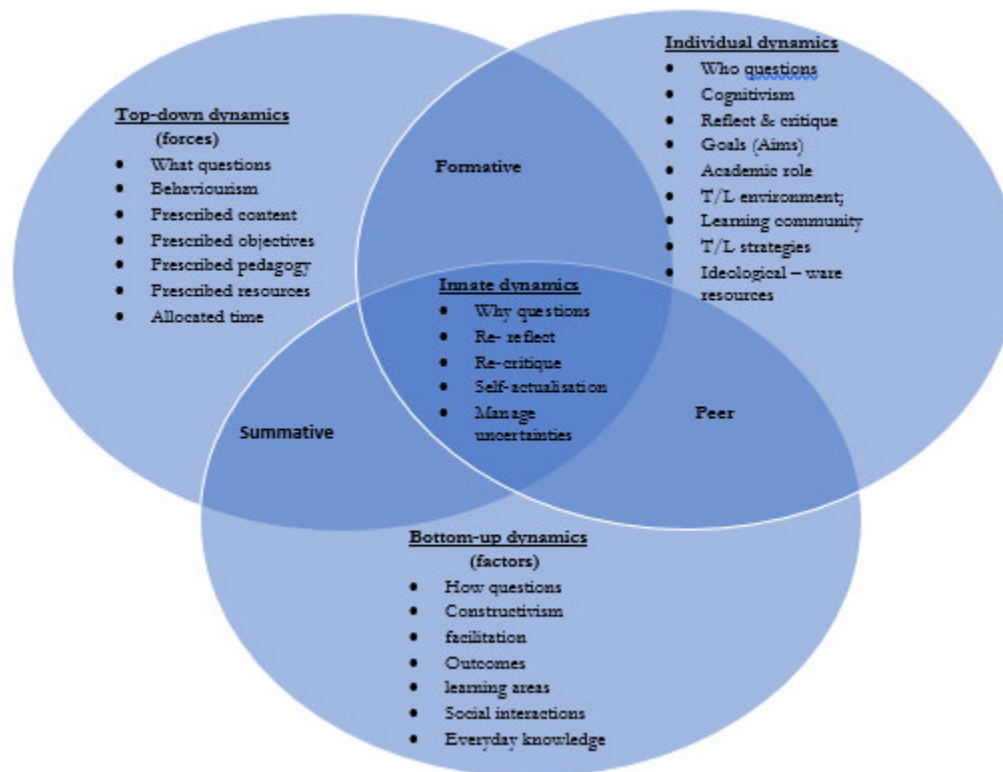 Top-down dynamics
(forces)
• What questions
• Behaviourism
• Prescribed content
• Prescribed objectives
• Prescribed pedagogy
• Prescribed resources
• Allocated time
Formative
Individual dynamics
• Who questions
• Cognitivism
• Reflect & critique
• Goals (Aims)
• Academic role
• T/L environment;
• Learning community
• T/L strategies
• Ideological – ware
resources
Innate dynamics
• Why questions
• Re- reflect
• Re-critique
• Self-actualisation
• Manage
uncertainties
Summative
Peer
Bottom-up dynamics
(factors)
• How questions
• Constructivism
• facilitation
• Outcomes
• learning areas
• Social interactions
• Everyday knowledge